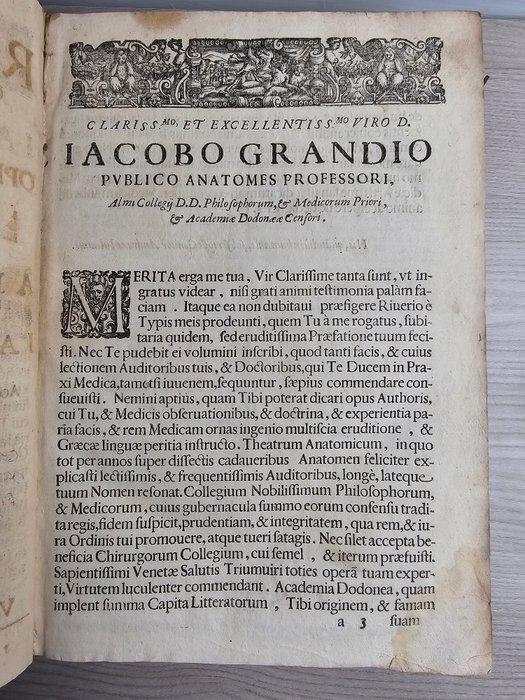 CLARISS.MO, ET EXCELLENTISS.MO VIRO D.
IACOBO GRANDIO
PVBLICO ANATOMES PROFESSORI,
Almi Collegij D.D. Philosophorum, & Medicorum Priori,
& Academiæ Dodoneæ Censori.
MERITA erga me tua, Vir Clarissime tanta sunt, vt in-
gratus videar, nisi grati animi testimonia palàm fa-
ciam. Itaque ea non dubitaui præfigere Riuerio è
Typis meis prodeunti, quem Tu à me rogatus, subi-
taria quidem, sed eruditissima Præfatione tuum feci-
sti. Nec Te pudebit ei volumini inscribi, quod tanti facis, & cuius
lectionem Auditoribus tuis, & Doctoribus, qui Te Ducem in Pra-
xi Medica, tametsi iuuenem, sequuntur, sæpius commendare con-
sueuisti. Nemini aptiùs, quam Tibi poterat dicari opus Authoris,
cui Tu, & Medicis obseruationibus, & doctrina, & experientia pa-
ria facis, & rem Medicam ornas ingenio multiscia eruditione, &
Græcæ linguæ peritia instructo. Theatrum Anatomicum, in quo
tot per annos super dissectis cadaueribus Anatomen feliciter ex-
plicasti lectissimis, & frequentissimis Auditoribus, longè, lateque
tuum Nomen resonat. Collegium Nobilissimum Philosophorum,
& Medicorum, cuius gubernacula summo eorum consensu tradi-
ta regis, fidem suspicit, prudentiam, & integritatem, qua rem, & iu-
ra Ordinis tui promouere, atque tueri satagis. Nec silet accepta be-
neficia Chirurgorum Collegium, cui semel, & iterum præfuisti.
Sapientissimi Venetæ Salutis Triumuiri toties operā tuam exper-
ti, Virtutem luculenter commendant. Academia Dodonea, quam
implent summa Capita Litteratorum, Tibi originem, & famam
a 3 suam